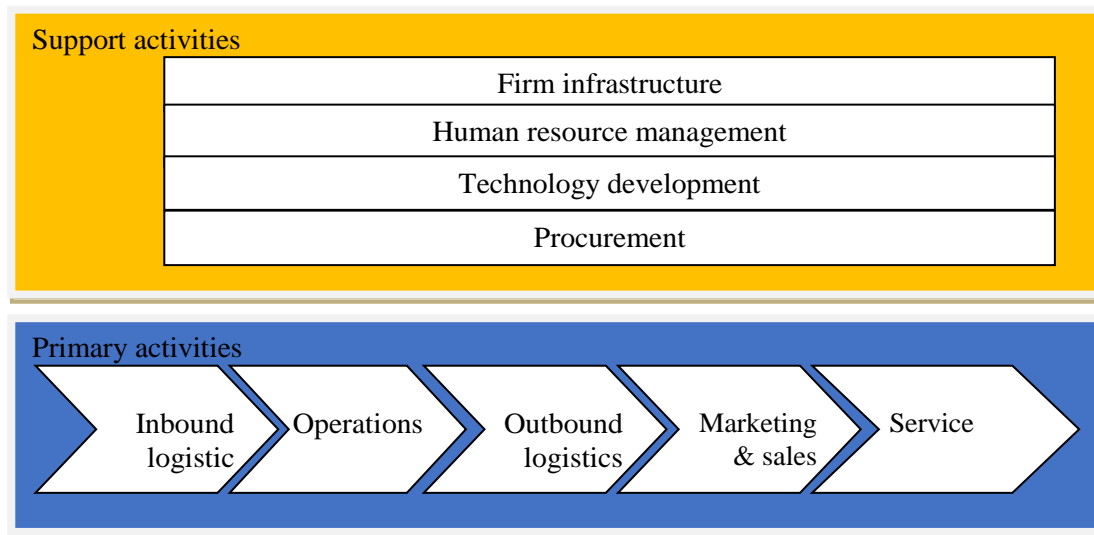 Support activities
Firm infrastructure
Human resource management
Technology development
Procurement
Primary activities
Inbound
logistic
Operations
Outbound
logistics
Marketing
& sales
Service